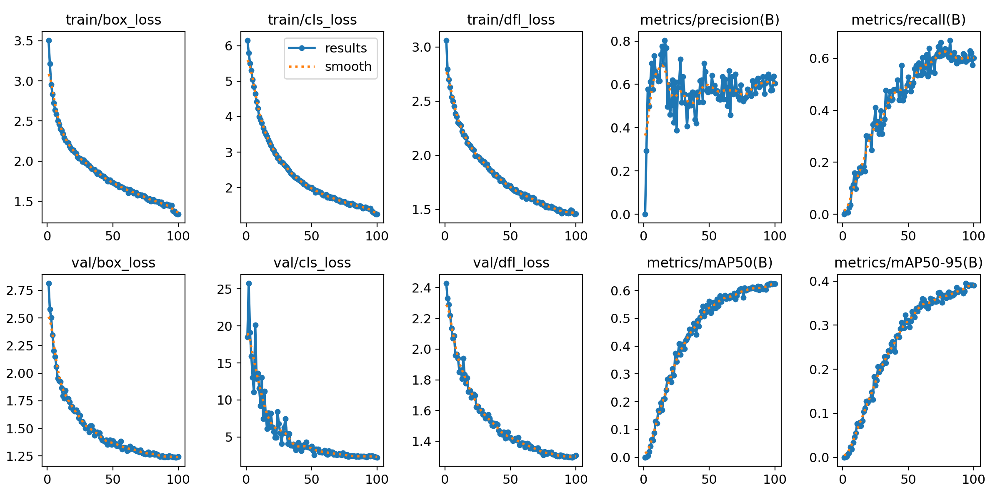 train/box_loss
3.5
3.0
2.5
2.0
1.5
0 50 100
train/cls_loss
results
smooth
6
5
4
3
2
0 50 100
train/dfl_loss
3.0
2.5
2.0
1.5
0 50 100
metrics/precision(B)
0.8
0.6
0.4
0.2
0.0
0 50 100
metrics/recall(B)
0.6
0.4
0.2
0.0
0 50 100
val/box_loss
2.75
2.50
2.25
2.00
1.75
1.50
1.25
0 50 100
val/cls_loss
25
20
15
10
5
0 50 100
val/dfl_loss
2.4
2.2
2.0
1.8
1.6
1.4
0 50 100
metrics/mAP50(B)
0.6
0.5
0.4
0.3
0.2
0.1
0.0
0 50 100
metrics/mAP50-95(B)
0.4
0.3
0.2
0.1
0.0
0 50 100